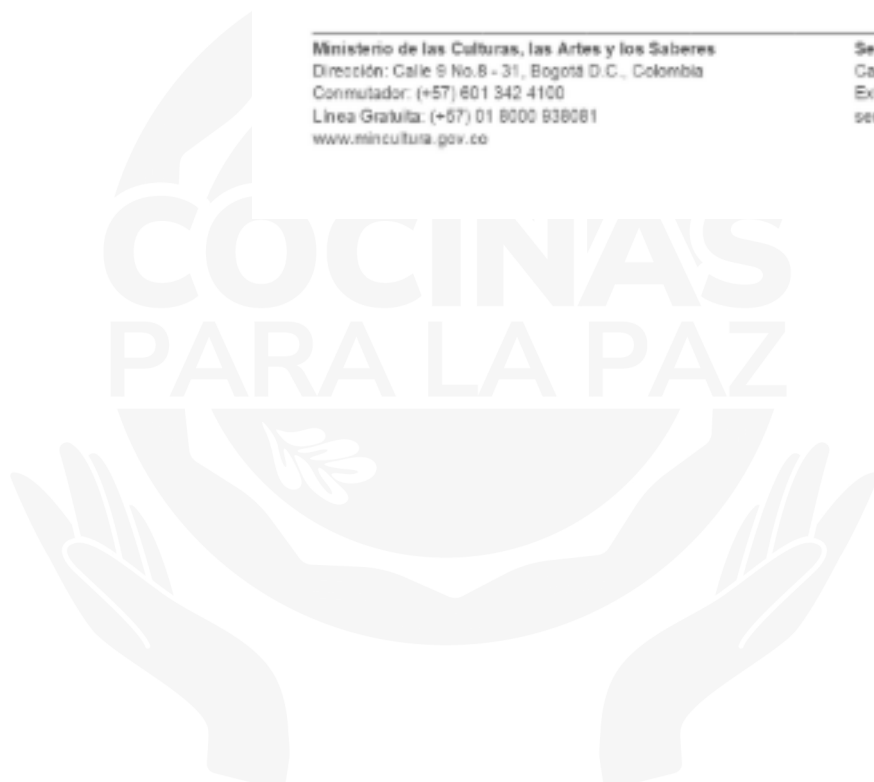 Ministerio de las Culturas, las Artes y los Saberes
Dirección: Calle 9 No.8 - 31, Bogotá D.C., Colombia
Conmutador: (+57) 601 342 4100
Línea Gratuita: (+57) 01 8000 938081
www.mincultura.gov.co
COCINAS
PARA LA PAZ